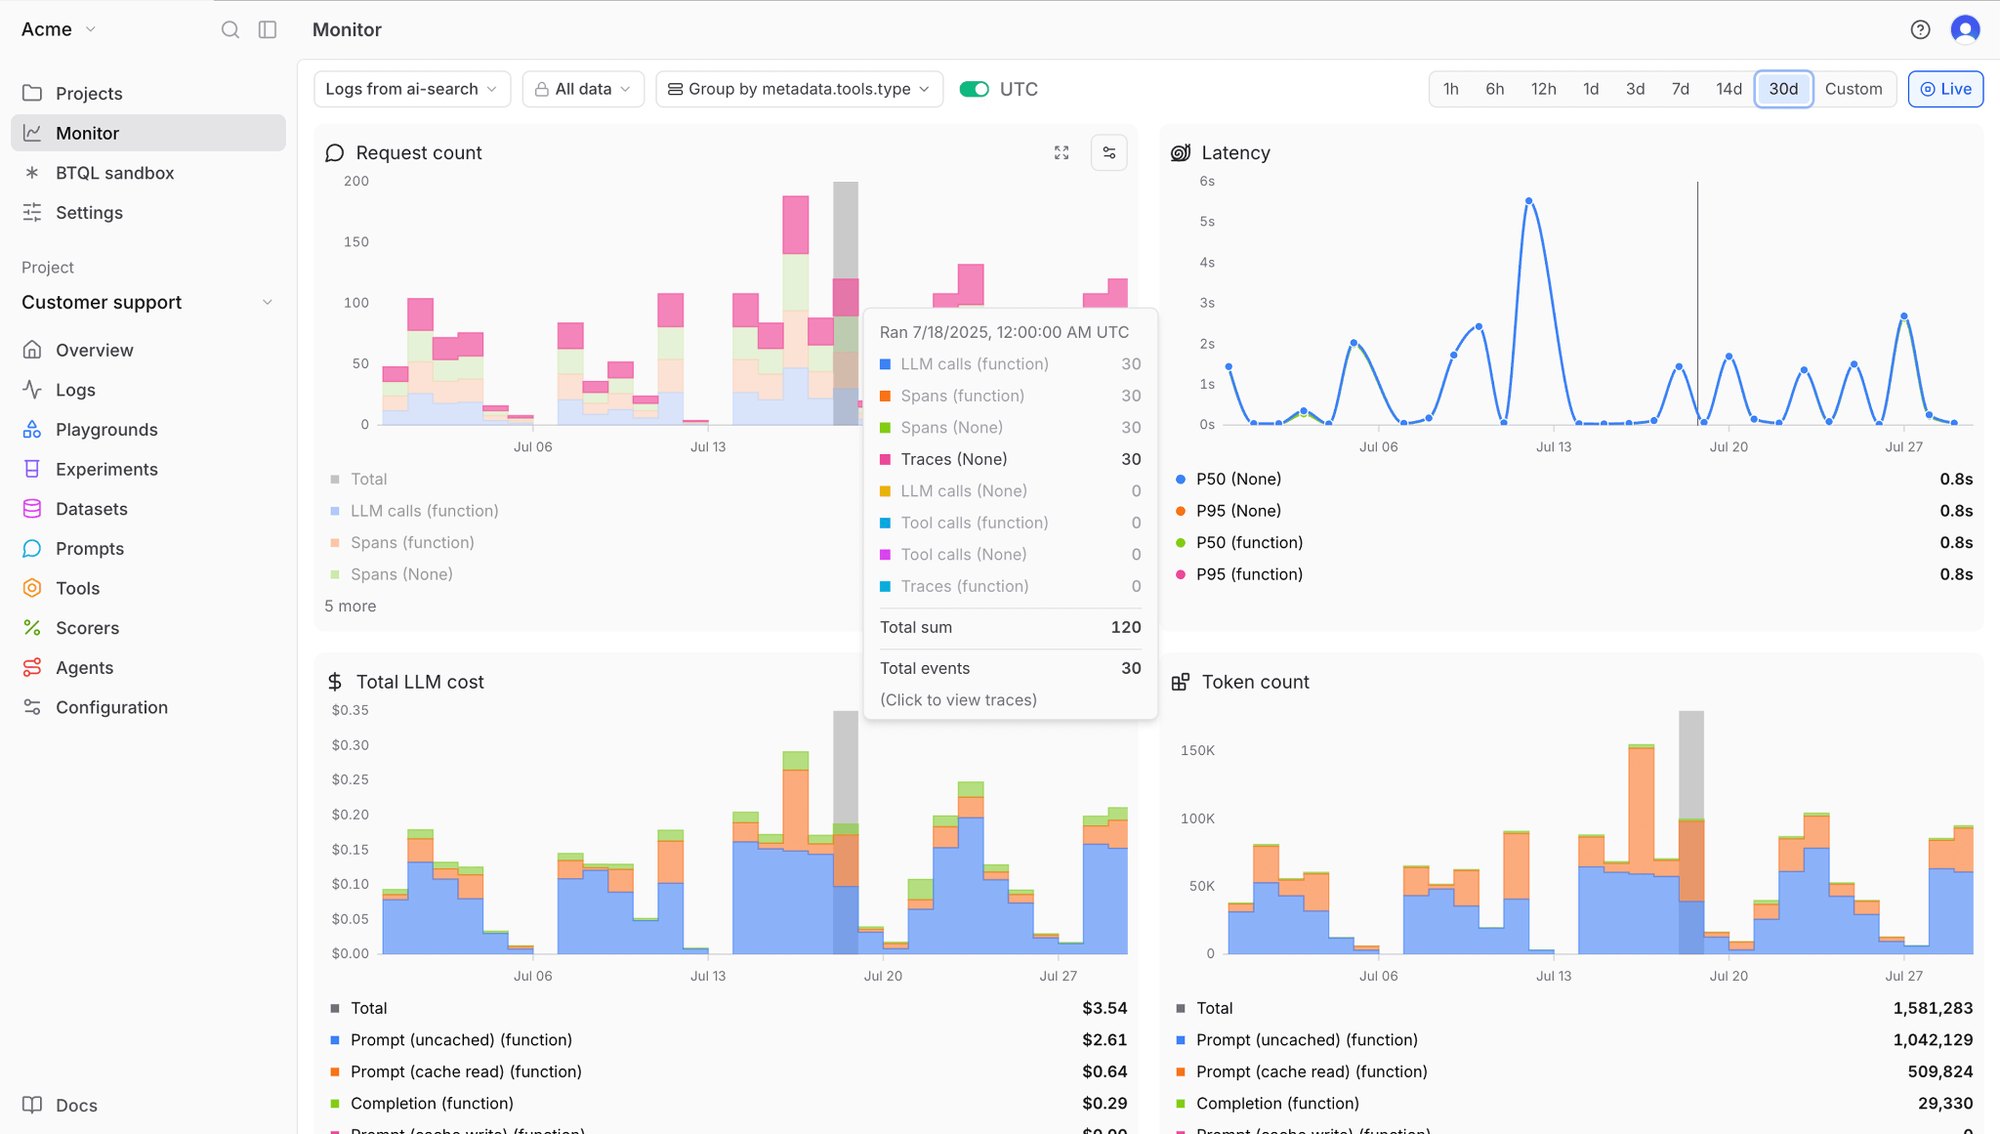 Acme
Monitor
Projects
Monitor
BTQL sandbox
Settings
Project
Customer support
Overview
Logs
Playgrounds
Experiments
Datasets
Prompts
Tools
Scorers
Agents
Configuration
Docs
Logs from ai-search
All data
Group by metadata.tools.type
UTC
1h 6h 12h 1d 3d 7d 14d 30d Custom
Live
Request count
200
150
100
50
0
Jul 06 Jul 13
Total
LLM calls (function)
Spans (function)
Spans (None)
5 more
Ran 7/18/2025, 12:00:00 AM UTC
LLM calls (function) 30
Spans (function) 30
Spans (None) 30
Traces (None) 30
LLM calls (None) 0
Tool calls (function) 0
Tool calls (None) 0
Traces (function) 0
Total sum 120
Total events 30
(Click to view traces)
Latency
6s
5s
4s
3s
2s
1s
0s
Jul 06 Jul 13 Jul 20 Jul 27
P50 (None) 0.8s
P95 (None) 0.8s
P50 (function) 0.8s
P95 (function) 0.8s
Total LLM cost
$0.35
$0.30
$0.25
$0.20
$0.15
$0.10
$0.05
$0.00
Jul 06 Jul 13 Jul 20 Jul 27
Total $3.54
Prompt (uncached) (function) $2.61
Prompt (cache read) (function) $0.64
Completion (function) $0.29
Prompt (cache write) (function) $0.00
Token count
150K
100K
50K
0
Jul 06 Jul 13 Jul 20 Jul 27
Total 1,581,283
Prompt (uncached) (function) 1,042,129
Prompt (cache read) (function) 509,824
Completion (function) 29,330
Prompt (cache write) (function) 0